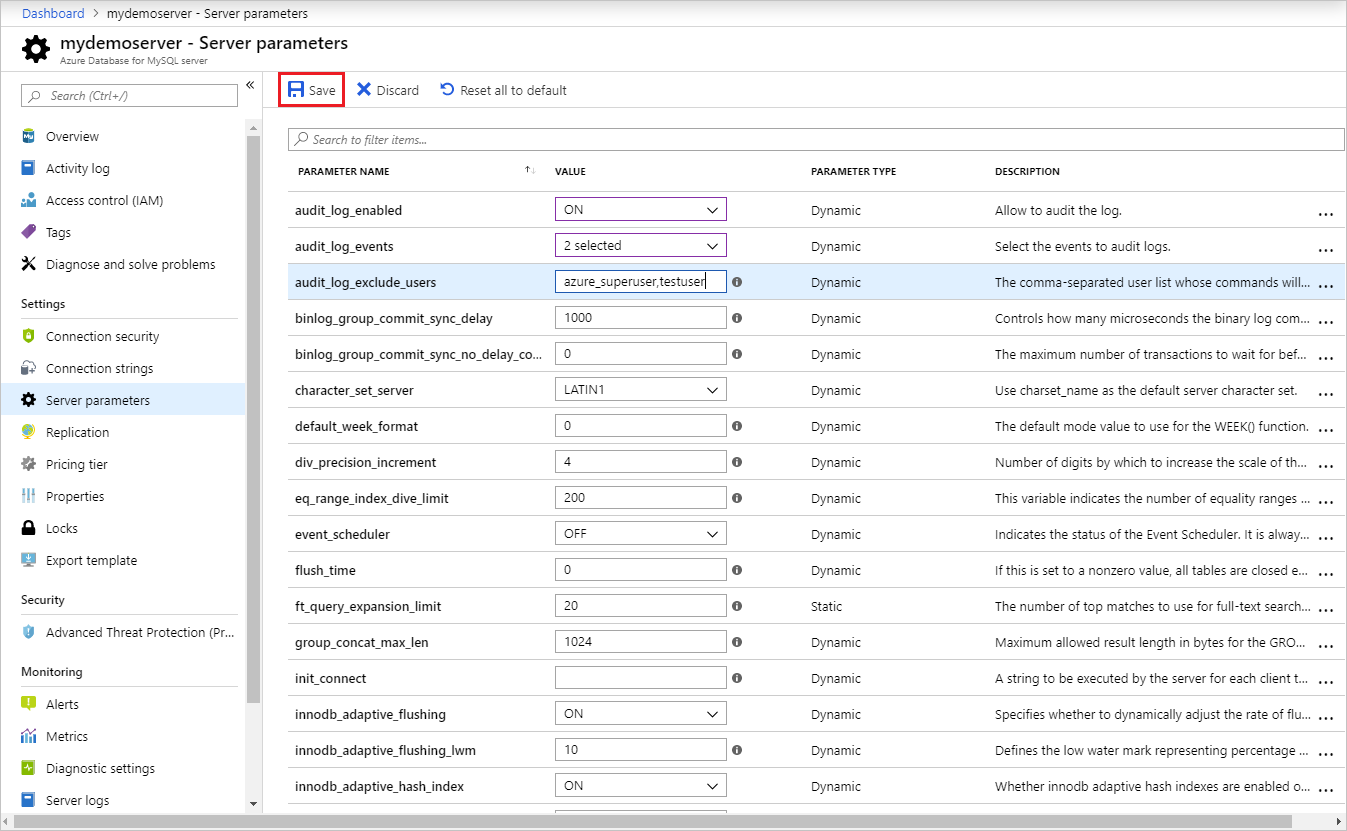 Dashboard > mydemoserver - Server parameters
mydemoserver - Server parameters
Azure Database for MySQL server
Search (Ctrl+/)
«
Overview
Activity log
Access control (IAM)
Tags
Diagnose and solve problems
Settings
Connection security
Connection strings
Server parameters
Replication
Pricing tier
Properties
Locks
Export template
Security
Advanced Threat Protection (Pr...
Monitoring
Alerts
Metrics
Diagnostic settings
Server logs
Save Discard Reset all to default
Search to filter items...
PARAMETER NAME VALUE PARAMETER TYPE DESCRIPTION
audit_log_enabled ON Dynamic Allow to audit the log. ...
audit_log_events 2 selected Dynamic Select the events to audit logs. ...
audit_log_exclude_users azure_superuser,testuser Dynamic The comma-separated user list whose commands will... ...
binlog_group_commit_sync_delay 1000 Dynamic Controls how many microseconds the binary log com... ...
binlog_group_commit_sync_no_delay_co... 0 Dynamic The maximum number of transactions to wait for bef... ...
character_set_server LATIN1 Dynamic Use charset_name as the default server character set. ...
default_week_format 0 Dynamic The default mode value to use for the WEEK() function. ...
div_precision_increment 4 Dynamic Number of digits by which to increase the scale of th... ...
eq_range_index_dive_limit 200 Dynamic This variable indicates the number of equality ranges ... ...
event_scheduler OFF Dynamic Indicates the status of the Event Scheduler. It is alway... ...
flush_time 0 Dynamic If this is set to a nonzero value, all tables are closed e... ...
ft_query_expansion_limit 20 Static The number of top matches to use for full-text search... ...
group_concat_max_len 1024 Dynamic Maximum allowed result length in bytes for the GRO... ...
init_connect Dynamic A string to be executed by the server for each client t... ...
innodb_adaptive_flushing ON Dynamic Specifies whether to dynamically adjust the rate of flu... ...
innodb_adaptive_flushing_lwm 10 Dynamic Defines the low water mark representing percentage ... ...
innodb_adaptive_hash_index ON Dynamic Whether innodb adaptive hash indexes are enabled o... ...